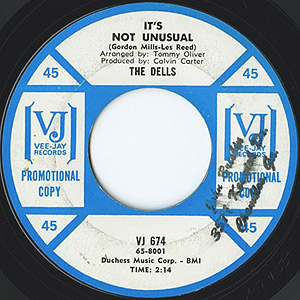 IT'S
NOT UNUSUAL
(Gordon Mills-Les Reed)
Arranged by: Tommy Oliver
Produced by: Calvin Carter
THE DELLS
45
45
VJ
VEE-JAY
RECORDS
PROMOTIONAL
COPY
VJ
VEE-JAY
RECORDS
PROMOTIONAL
COPY
45
45
VJ 674
65-8001
Duchess Music Corp. - BMI
TIME: 2:14